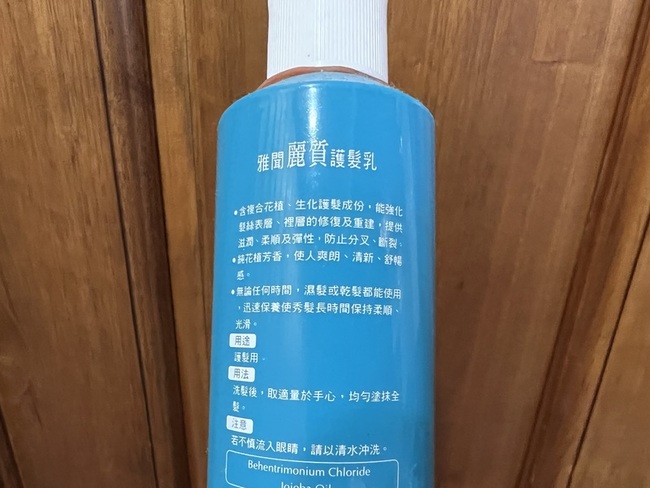 雅聞麗質護髮乳
•含複合花植、生化護髮成份，能強化
髮絲表層、裡層的修復及重建，提供
滋潤、柔順及彈性，防止分叉、斷裂。
•純花植芳香，使人爽朗、清新、舒暢
感。
•無論任何時間，濕髮或乾髮都能使用
，迅速保養使秀髮長時間保持柔順、
光滑。
用途
護髮用。
用法
洗髮後，取適量於手心，均勻塗抹全
髮。
注意
若不慎流入眼睛，請以清水沖洗。
Behentrimonium Chloride
Jojoba Oil